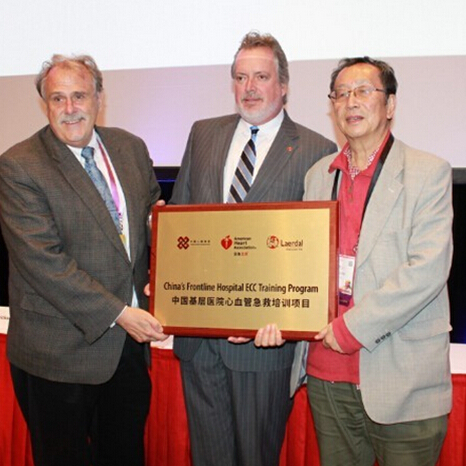 American
Heart
Association®
Laerdal
China's Frontline Hospital ECC Training Program
中国基层医院心血管急救培训项目